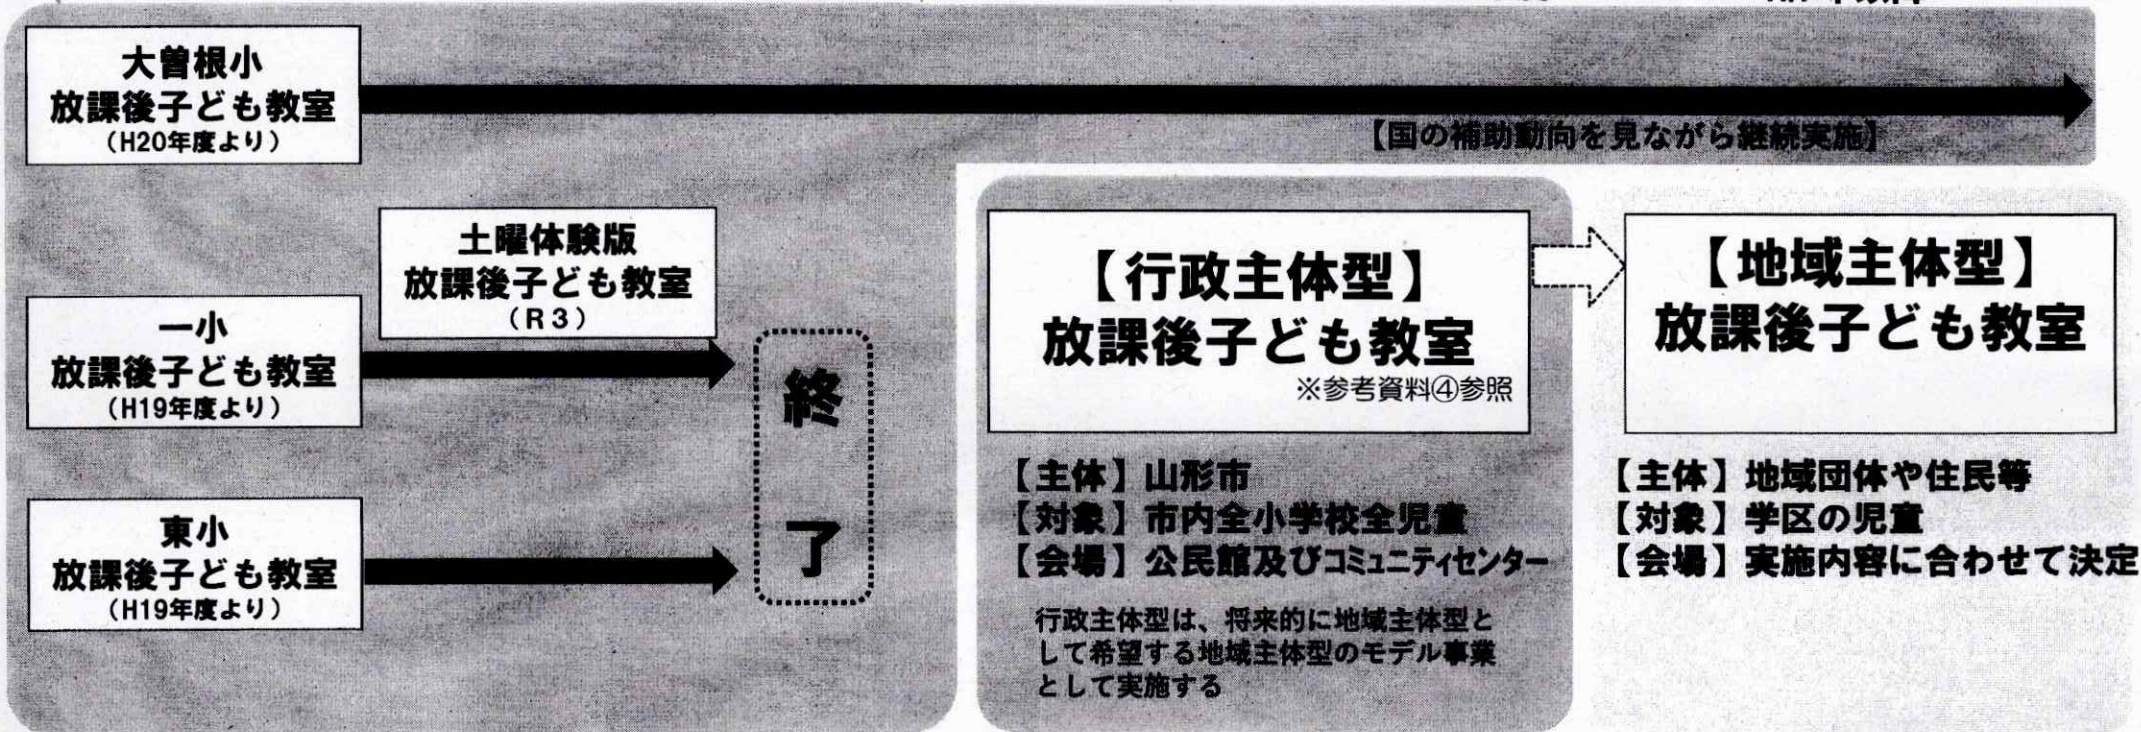 大曽根小
放課後子ども教室
（H20年度より）
【国の補助動向を見ながら継続実施】
土曜体験版
放課後子ども教室
（R３）
一小
放課後子ども教室
（H19年度より）
東小
放課後子ども教室
（H19年度より）
終
了
【行政主体型】
放課後子ども教室
※参考資料④参照
【主体】山形市
【対象】市内全小学校全児童
【会場】公民館及びコミュニティセンター
行政主体型は、将来的に地域主体型と
して希望する地域主体型のモデル事業
として実施する
【地域主体型】
放課後子ども教室
【主体】地域団体や住民等
【対象】学区の児童
【会場】実施内容に合わせて決定